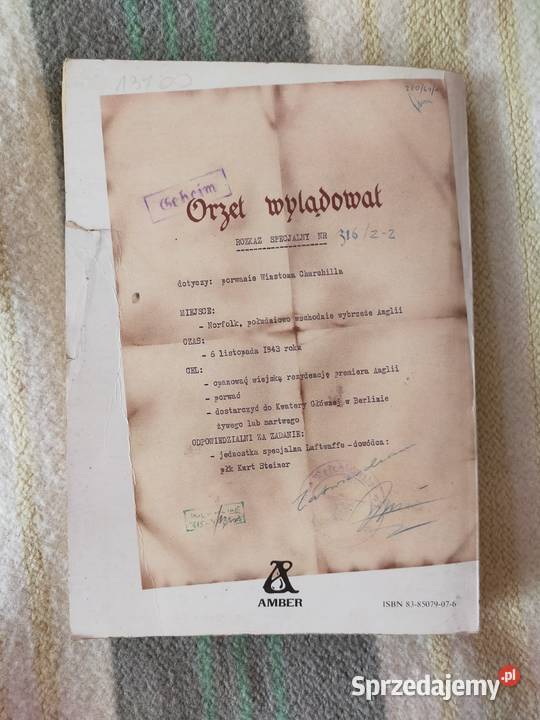 13900
Geheim
Orzeł wylądował
ROZKAZ SPECJALNY NR 316/Z-2
dotyczy: porwanie Winstona Churchilla
MIEJSCE:
- Norfolk, południowo wschodnie wybrzeże Anglii
CZAS:
- 6 listopada 1943 roku
CEL:
- opanować wiejską rezydencję premiera Anglii
- porwać
- dostarczyć do Kwatery Głównej w Berlinie
żywego lub martwego
ODPOWIEDZIALNI ZA ZADANIE:
- jednostka specjalna Luftwaffe - dowódca:
płk Kurt Steiner
AMBER
ISBN 83-85079-07-6
Sprzedajemy.pl